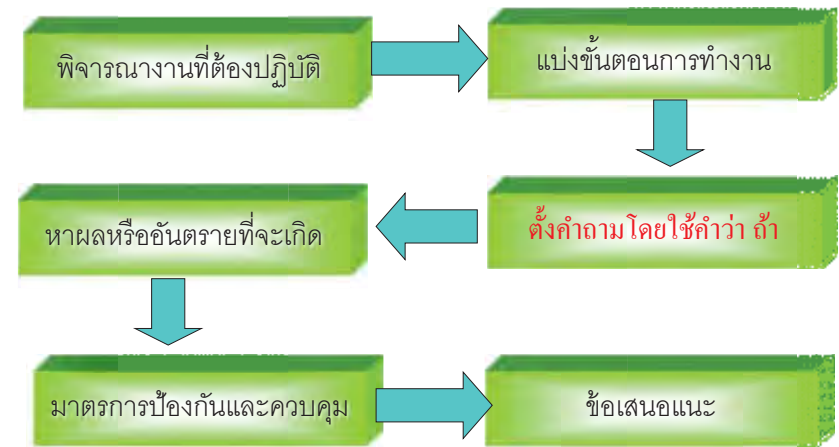 พิจารณางานที่ต้องปฏิบัติ
แบ่งขั้นตอนการทำงาน
ตั้งคำถามโดยใช้คำว่า ถ้า
หาผลหรืออันตรายที่จะเกิด
มาตรการป้องกันและควบคุม
ข้อเสนอแนะ